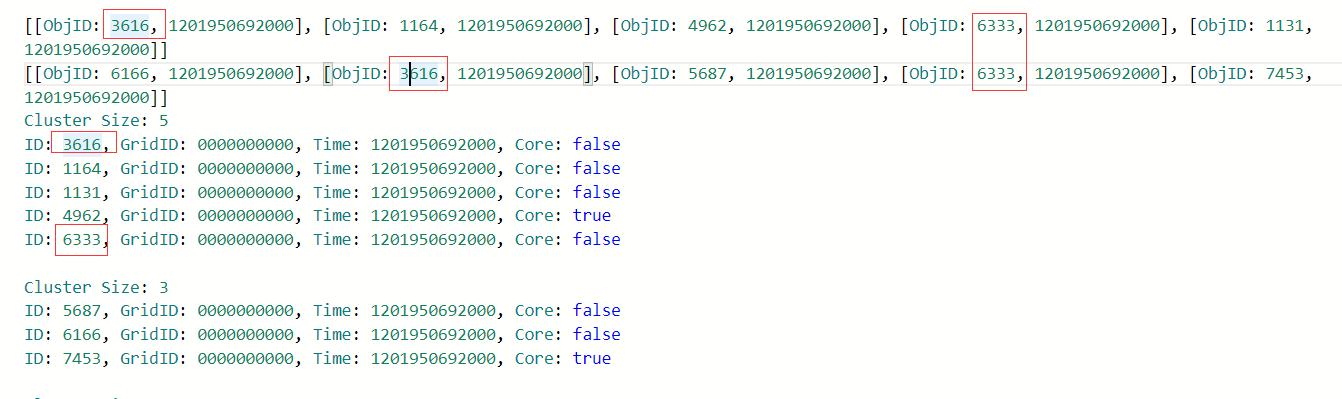 [[ObjID: 3616, 1201950692000], [ObjID: 1164, 1201950692000], [ObjID: 4962, 1201950692000], [ObjID: 6333, 1201950692000], [ObjID: 1131,
1201950692000]]
[[ObjID: 6166, 1201950692000], [ObjID: 3616, 1201950692000], [ObjID: 5687, 1201950692000], [ObjID: 6333, 1201950692000], [ObjID: 7453,
1201950692000]]
Cluster Size: 5
ID: 3616, GridID: 0000000000, Time: 1201950692000, Core: false
ID: 1164, GridID: 0000000000, Time: 1201950692000, Core: false
ID: 1131, GridID: 0000000000, Time: 1201950692000, Core: false
ID: 4962, GridID: 0000000000, Time: 1201950692000, Core: true
ID: 6333, GridID: 0000000000, Time: 1201950692000, Core: false
Cluster Size: 3
ID: 5687, GridID: 0000000000, Time: 1201950692000, Core: false
ID: 6166, GridID: 0000000000, Time: 1201950692000, Core: false
ID: 7453, GridID: 0000000000, Time: 1201950692000, Core: true